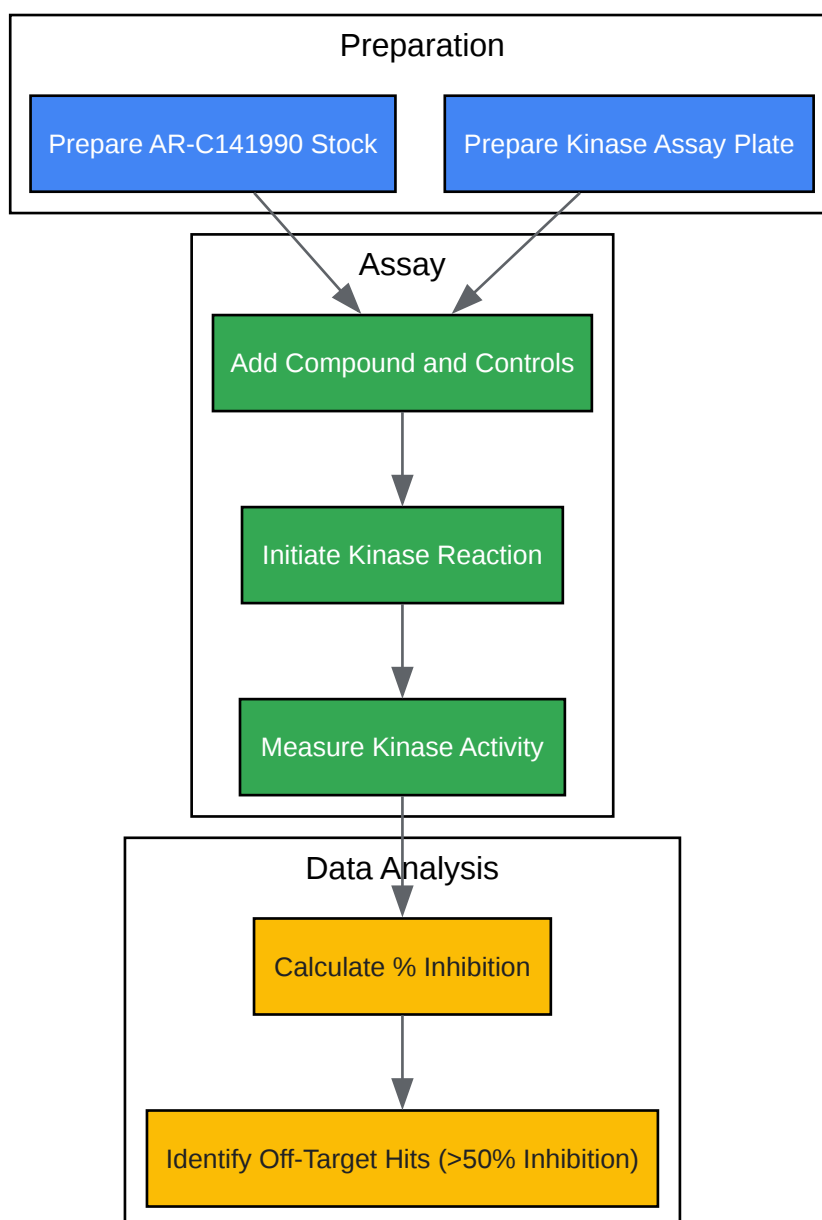 Preparation
Prepare AR-C141990 Stock
Prepare Kinase Assay Plate
Assay
Add Compound and Controls
Initiate Kinase Reaction
Measure Kinase Activity
Data Analysis
Calculate % Inhibition
Identify Off-Target Hits (>50% Inhibition)